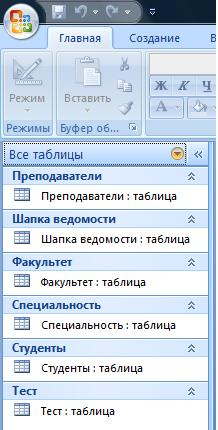 Главная Создание
Режим Вставить
Ж К Ч
А
Режимы Буфер об...
Все таблицы
Преподаватели
Преподаватели : таблица
Шапка ведомости
Шапка ведомости : таблица
Факультет
Факультет : таблица
Специальность
Специальность : таблица
Студенты
Студенты : таблица
Тест
Тест : таблица